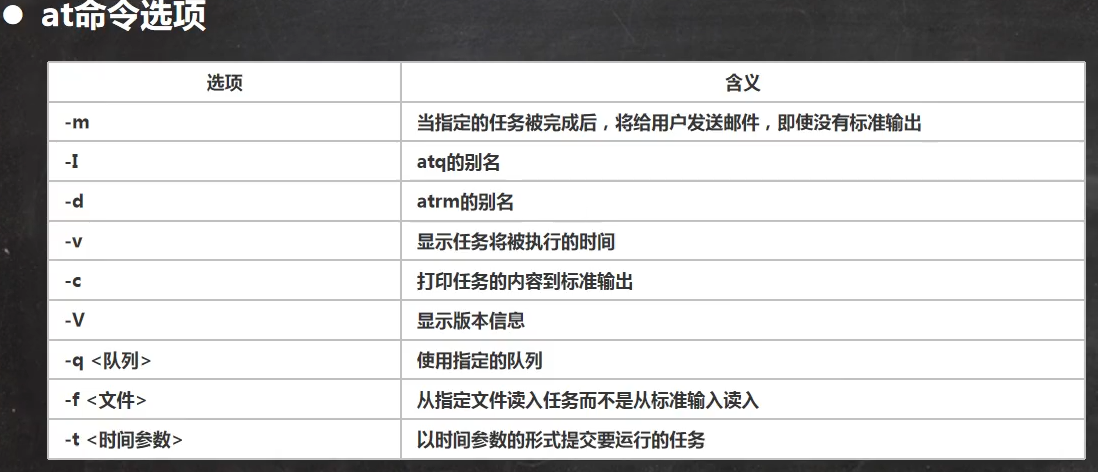 ● at命令选项
选项 含义
-m 当指定的任务被完成后，将给用户发送邮件，即使没有标准输出
-I atq的别名
-d atrm的别名
-v 显示任务将被执行的时间
-c 打印任务的内容到标准输出
-V 显示版本信息
-q <队列> 使用指定的队列
-f <文件> 从指定文件读入任务而不是从标准输入读入
-t <时间参数> 以时间参数的形式提交要运行的任务